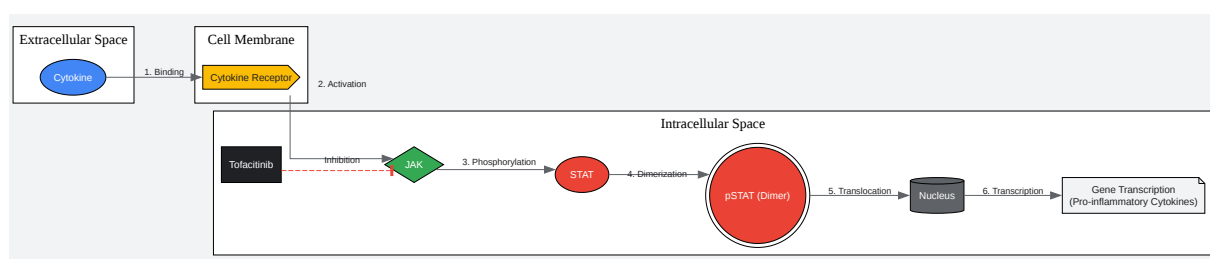 Extracellular Space
Cell Membrane
Cytokine
1. Binding
Cytokine Receptor
2. Activation
Intracellular Space
Tofacitinib
Inhibition
JAK
3. Phosphorylation
STAT
4. Dimerization
pSTAT (Dimer)
5. Translocation
Nucleus
6. Transcription
Gene Transcription
(Pro-inflammatory Cytokines)